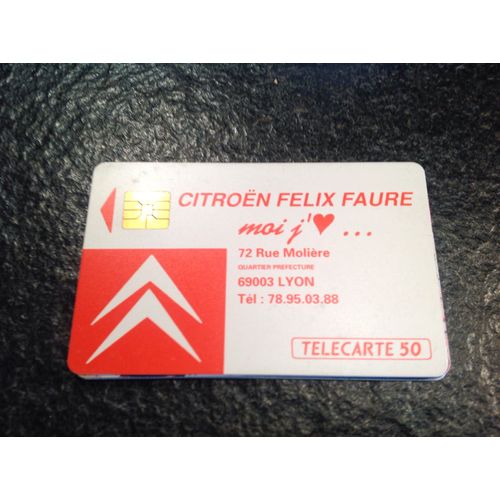 CITROËN FELIX FAURE
moi j'♥ ...
72 Rue Molière
QUARTIER PREFECTURE
69003 LYON
Tél : 78.95.03.88
TELECARTE 50